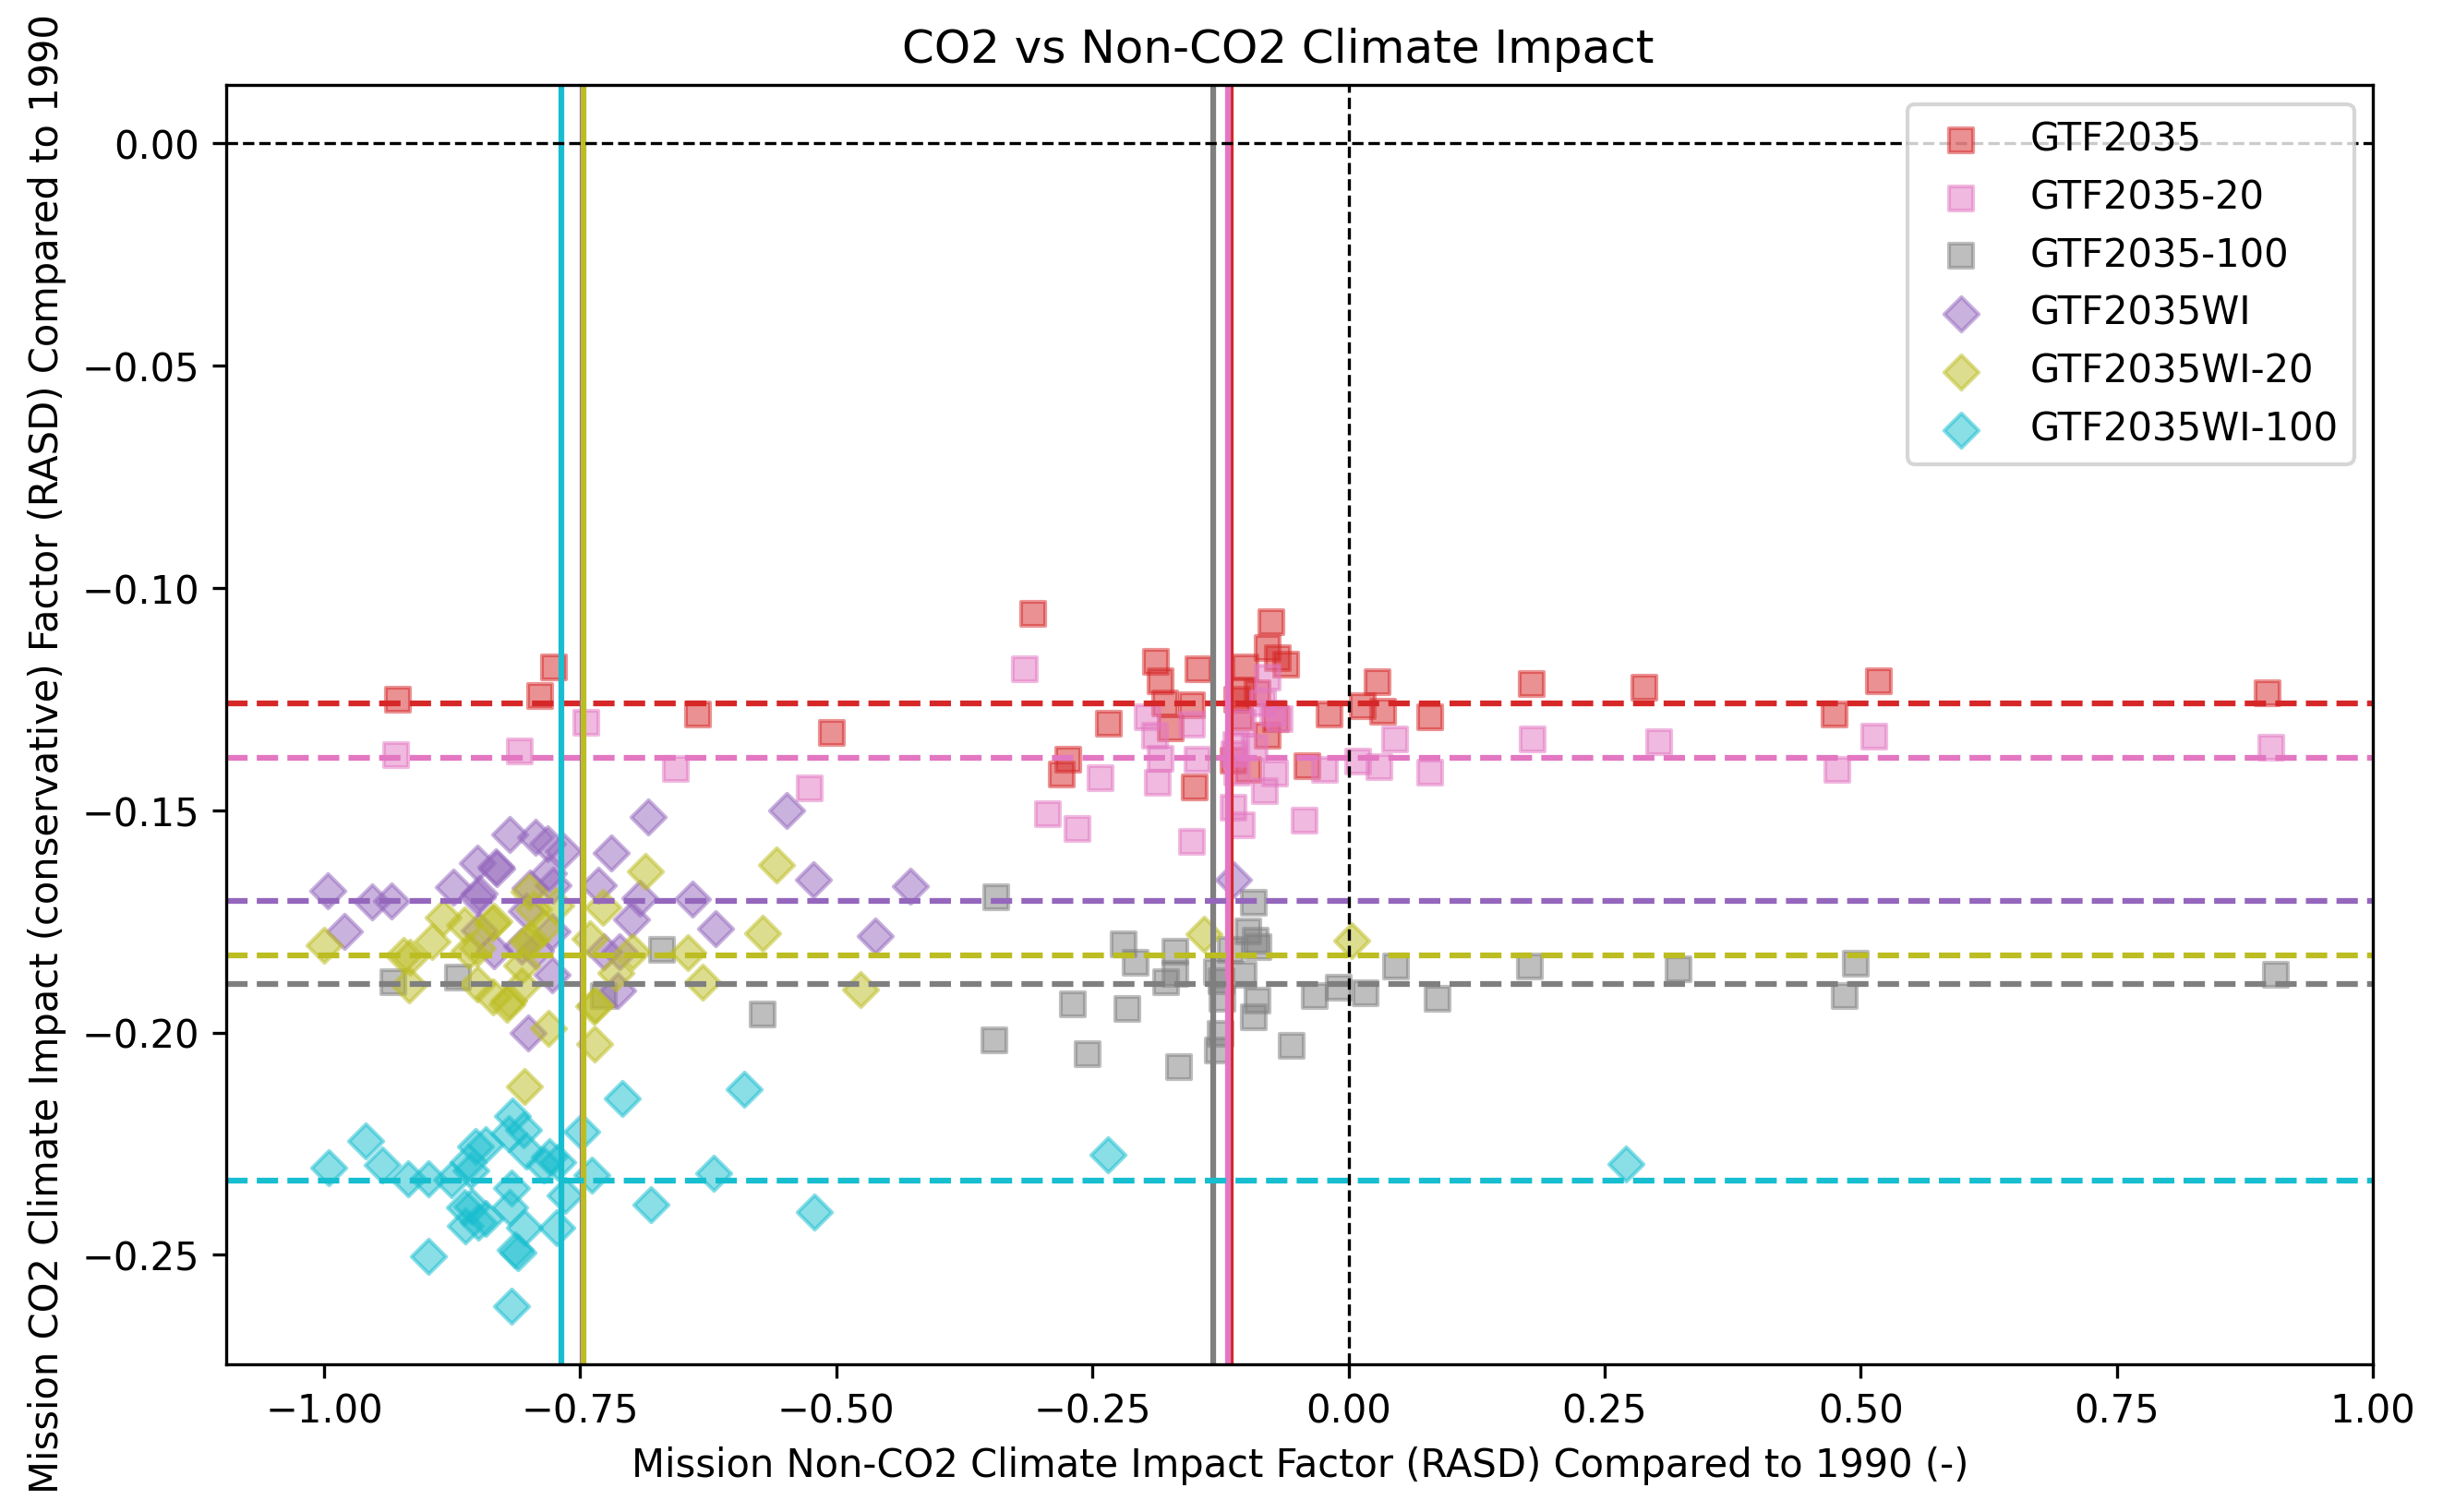 CO2 vs Non-CO2 Climate Impact
Mission CO2 Climate Impact (conservative) Factor (RASD) Compared to 1990
0.00
−0.05
−0.10
−0.15
−0.20
−0.25
GTF2035
GTF2035-20
GTF2035-100
GTF2035WI
GTF2035WI-20
GTF2035WI-100
−1.00 −0.75 −0.50 −0.25 0.00 0.25 0.50 0.75 1.00
Mission Non-CO2 Climate Impact Factor (RASD) Compared to 1990 (-)